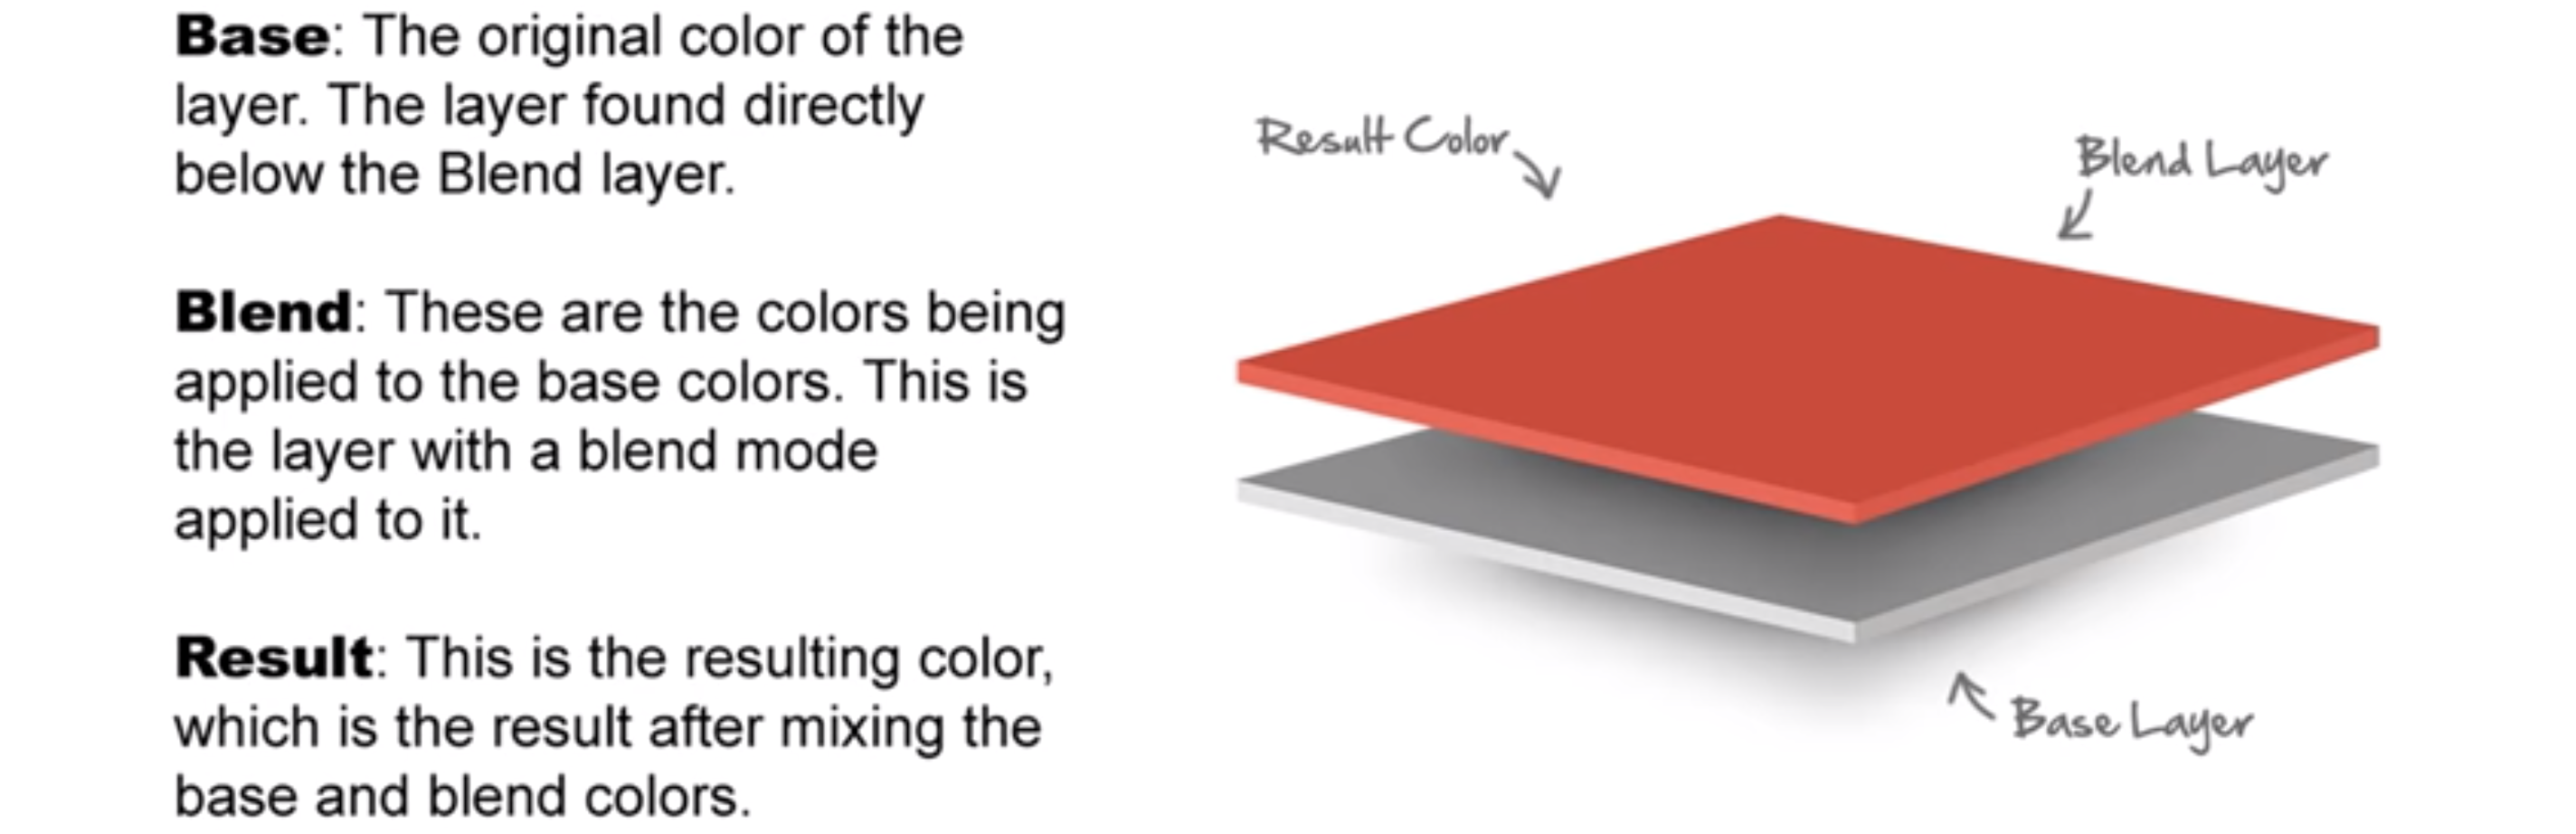 Base: The original color of the
layer. The layer found directly
below the Blend layer.
Blend: These are the colors being
applied to the base colors. This is
the layer with a blend mode
applied to it.
Result: This is the resulting color,
which is the result after mixing the
base and blend colors.
Result Color
Blend Layer
Base Layer